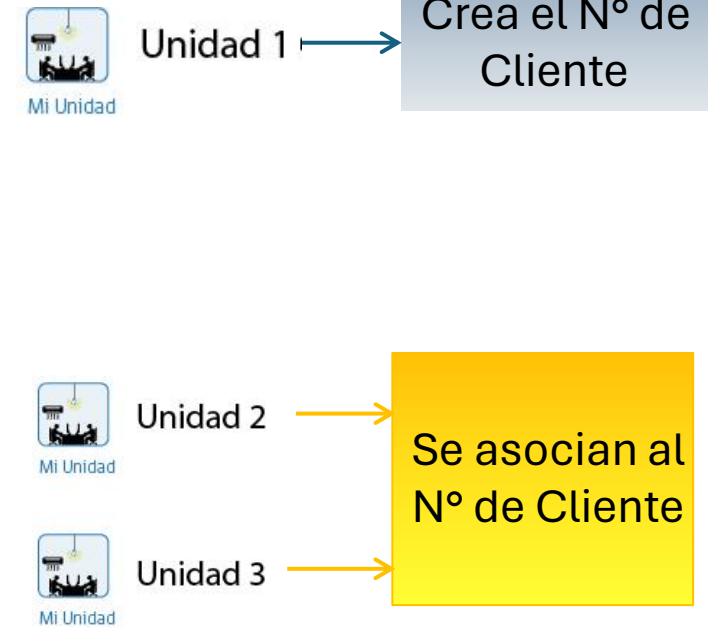 Crea el N° de
Cliente
Unidad 1
Mi Unidad
Unidad 2
Mi Unidad
Se asocian al
N° de Cliente
Unidad 3
Mi Unidad